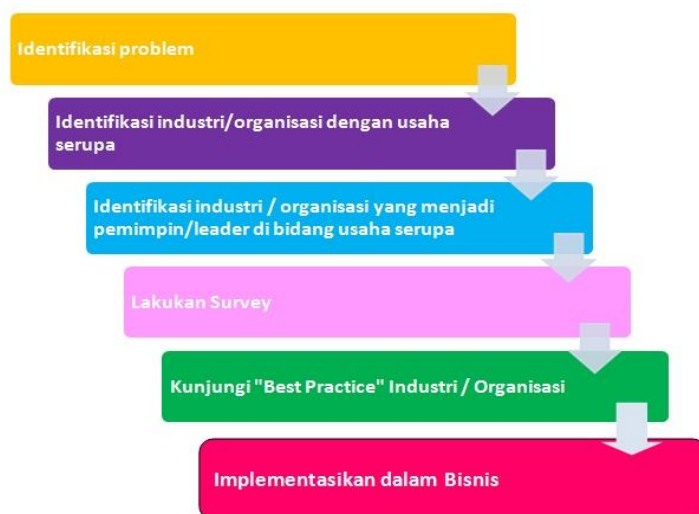 Identifikasi problem
Identifikasi industri/organisasi dengan usaha
serupa
Identifikasi industri / organisasi yang menjadi
pemimpin/leader di bidang usaha serupa
Lakukan Survey
Kunjungi "Best Practice" Industri / Organisasi
Implementasikan dalam Bisnis